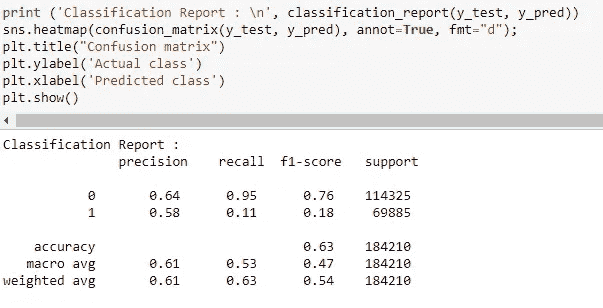 print ('Classification Report : \n', classification_report(y_test, y_pred))
sns.heatmap(confusion_matrix(y_test, y_pred), annot=True, fmt="d");
plt.title("Confusion matrix")
plt.ylabel('Actual class')
plt.xlabel('Predicted class')
plt.show()
Classification Report :
precision recall f1-score support
0 0.64 0.95 0.76 114325
1 0.58 0.11 0.18 69885
accuracy 0.63 184210
macro avg 0.61 0.53 0.47 184210
weighted avg 0.61 0.63 0.54 184210